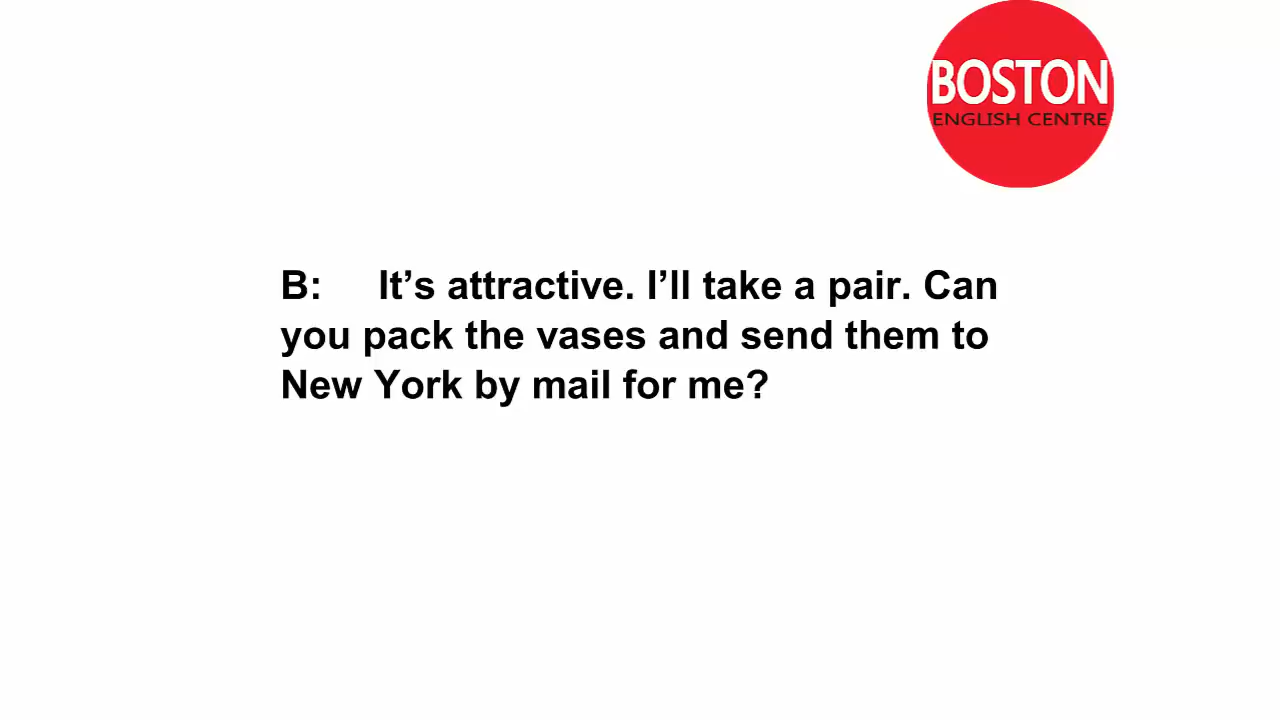 BOSTON
ENGLISH CENTRE
B: It’s attractive. I’ll take a pair. Can
you pack the vases and send them to
New York by mail for me?